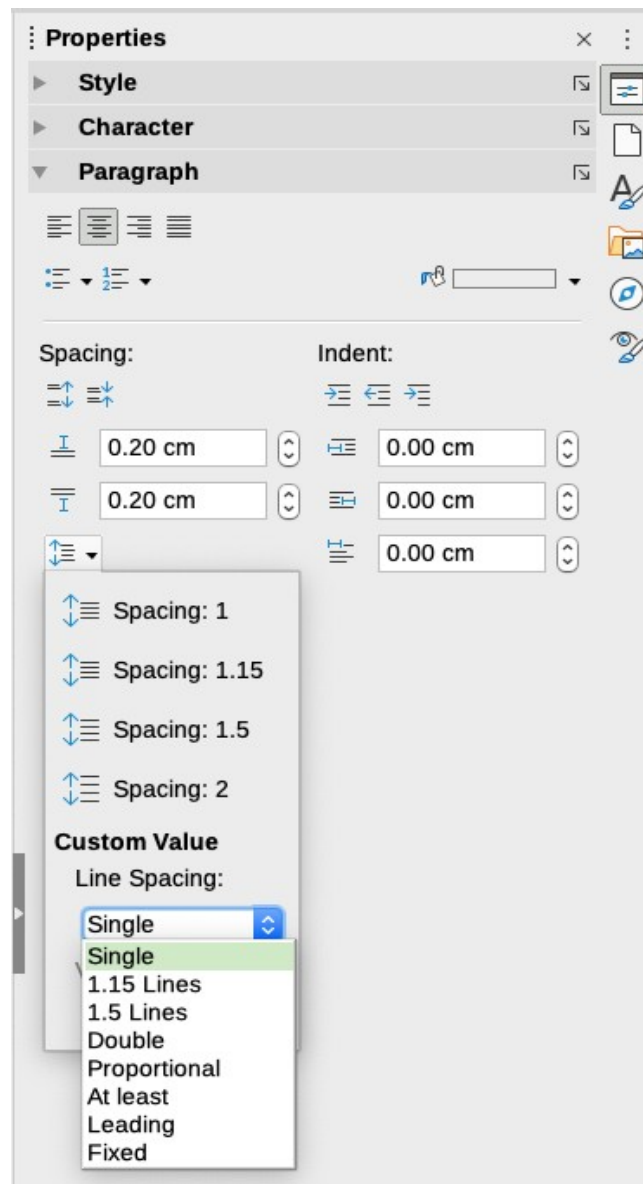 Properties
Style
Character
Paragraph
Spacing:
Indent:
0.20 cm
0.00 cm
0.20 cm
0.00 cm
0.00 cm
Spacing: 1
Spacing: 1.15
Spacing: 1.5
Spacing: 2
Custom Value
Line Spacing:
Single
Single
1.15 Lines
1.5 Lines
Double
Proportional
At least
Leading
Fixed